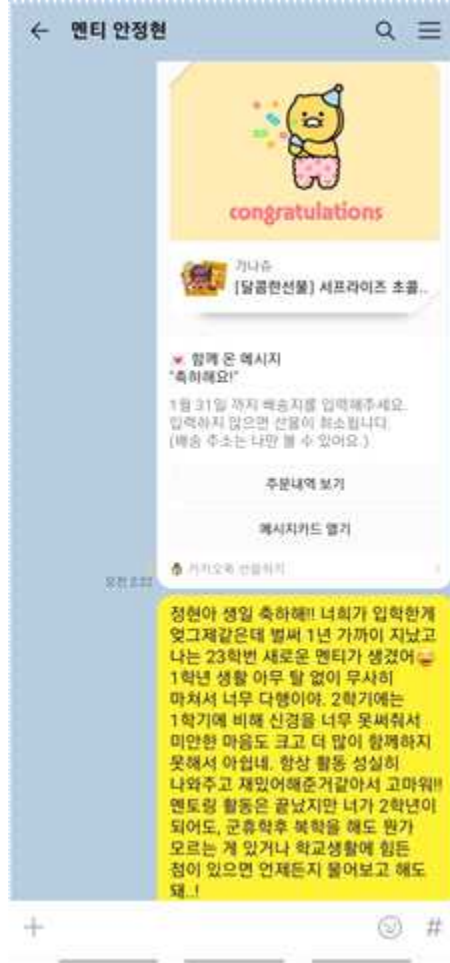 멘티 안정현
congratulations
가나슈
[달콤한선물] 서프라이즈 초콜..
함께 온 메시지
"축하해요!"
1월 31일 까지 배송지를 입력해주세요.
입력하지 않으면 선물이 취소됩니다.
(배송 주소는 나만 볼 수 있어요.)
주문내역 보기
메시지카드 열기
카카오톡 선물하기
오전
정현아 생일 축하해!! 너희가 입학한게
엊그제같은데 벌써 1년 가까이 지났고
나는 23학번 새로운 멘티가 생겼어
1학년 생활 아무 탈 없이 무사히
마쳐서 너무 다행이야. 2학기에는
1학기에 비해 신경을 너무 못써줘서
미안한 마음도 크고 더 많이 함께하지
못해서 아쉽네. 항상 활동 성실히
나와주고 재밌어해준거같아서 고마워!!
멘토링 활동은 끝났지만 너가 2학년이
되어도, 군휴학후 복학을 해도 뭔가
모르는 게 있거나 학교생활에 힘든
점이 있으면 언제든지 물어보고 해도
돼..!